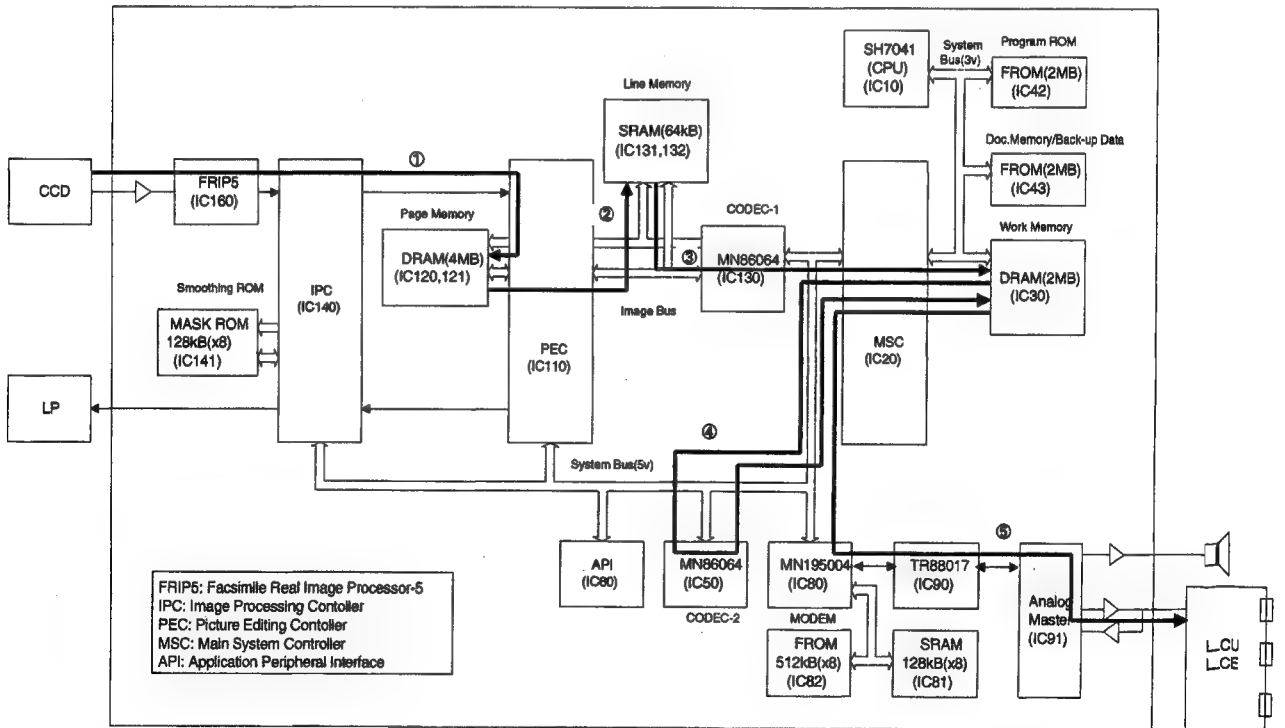 CCD
FRIP5
(IC160)
①
Line Memory
SRAM(64kB)
(IC131,132)
SH7041
(CPU)
(IC10)
System
Bus(3v)
Program ROM
FROM(2MB)
(IC42)
Doc.Memory/Back-up Data
FROM(2MB)
(IC43)
Page Memory
DRAM(4MB)
(IC120,121)
②
③
CODEC-1
MN86064
(IC130)
Work Memory
DRAM(2MB)
(IC30)
Smoothing ROM
MASK ROM
128kB(x8)
(IC141)
IPC
(IC140)
Image Bus
PEC
(IC110)
MSC
(IC20)
LP
④
System Bus(5v)
⑤
API
(IC60)
MN86064
(IC50)
CODEC-2
MN195004
(IC80)
MODEM
TR88017
(IC90)
Analog
Master
(IC91)
FROM
512kB(x8)
(IC82)
SRAM
128kB(x8)
(IC81)
LCU
LCE
FRIP5: Facsimile Real Image Processor-5
IPC: Image Processing Contoller
PEC: Picture Editing Contoller
MSC: Main System Controller
API: Application Peripheral Interface